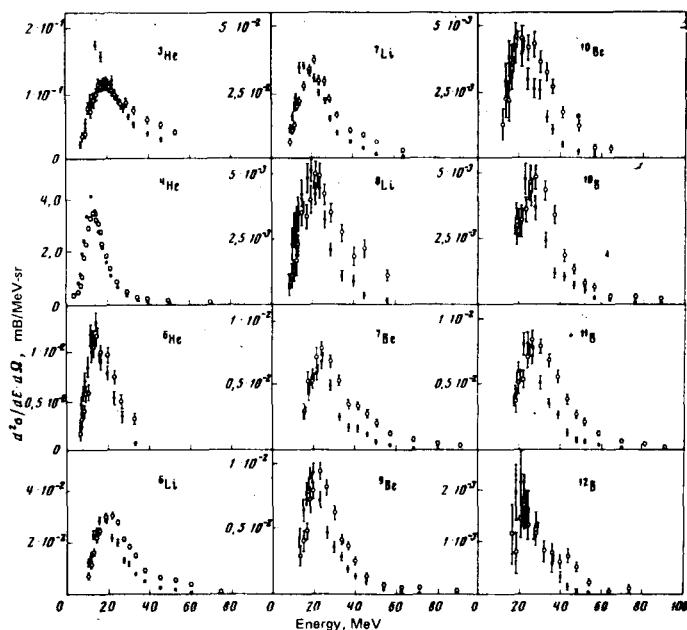 2·10⁻¹
³He
1·10⁻¹
0
5·10⁻²
⁷Li
2,5·10⁻²
0
5·10⁻³
¹⁰Be
2,5·10⁻³
0
⁴He
4,0
2,0
0
5·10⁻³
⁸Li
2,5·10⁻³
0
5·10⁻³
¹⁰B
2,5·10⁻³
0
⁶He
1·10⁻²
0,5·10⁻²
0
1·10⁻²
⁷Be
0,5·10⁻²
0
1·10⁻²
¹¹B
0,5·10⁻²
0
⁶Li
4·10⁻²
2·10⁻²
1·10⁻²
⁹Be
0,5·10⁻²
¹²B
2·10⁻³
1·10⁻³
0 20 40 60 80 0 20 40 60 80 0 20 40 60 80 100
Energy, MeV
d²σ/dE·dΩ, mB/MeV-sr